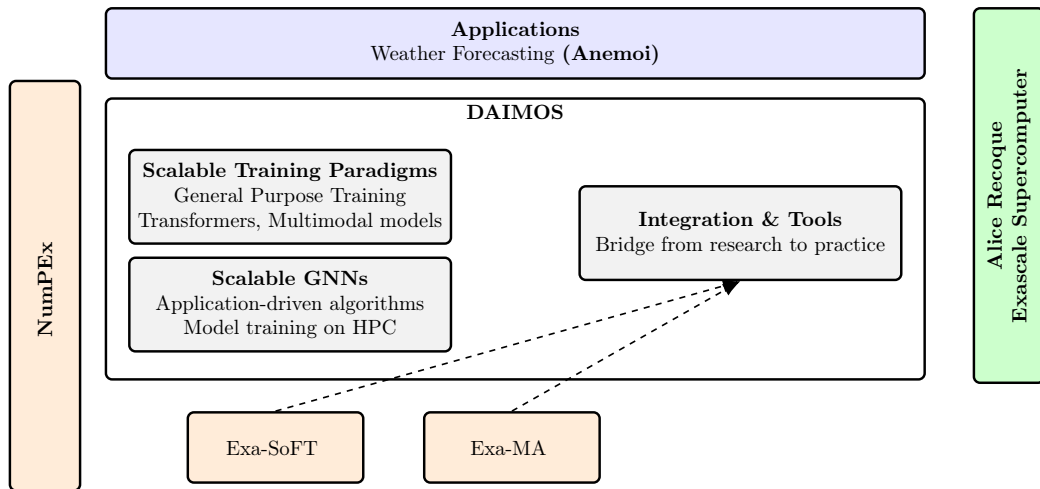 Applications
Weather Forecasting (Anemoi)
DAIMOS
Scalable Training Paradigms
General Purpose Training
Transformers, Multimodal models
Scalable GNNs
Application-driven algorithms
Model training on HPC
Integration & Tools
Bridge from research to practice
NumPEx
Alice Recoque
Exascale Supercomputer
Exa-SoFT
Exa-MA